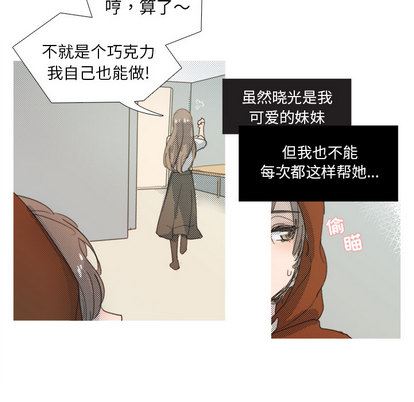 哼，算了～
不就是个巧克力
我自己也能做!
虽然晓光是我
可爱的妹妹
但我也不能
每次都这样帮她...
偷
瞄